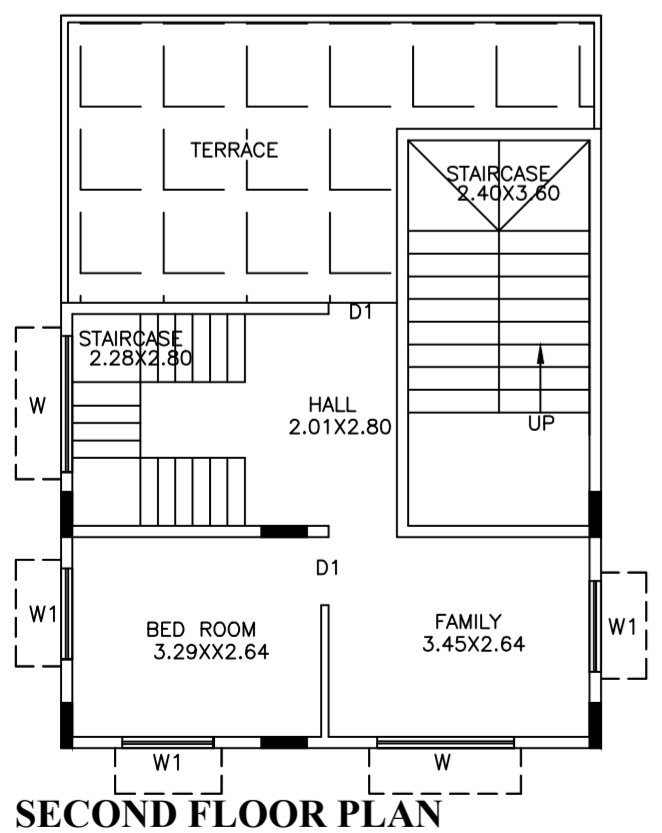 TERRACE
STAIRCASE
2.40X3.60
D1
STAIRCASE
2.28X2.80
W
HALL
2.01X2.80
UP
D1
W1
BED ROOM
3.29XX2.64
FAMILY
3.45X2.64
W1
W1
W
SECOND FLOOR PLAN